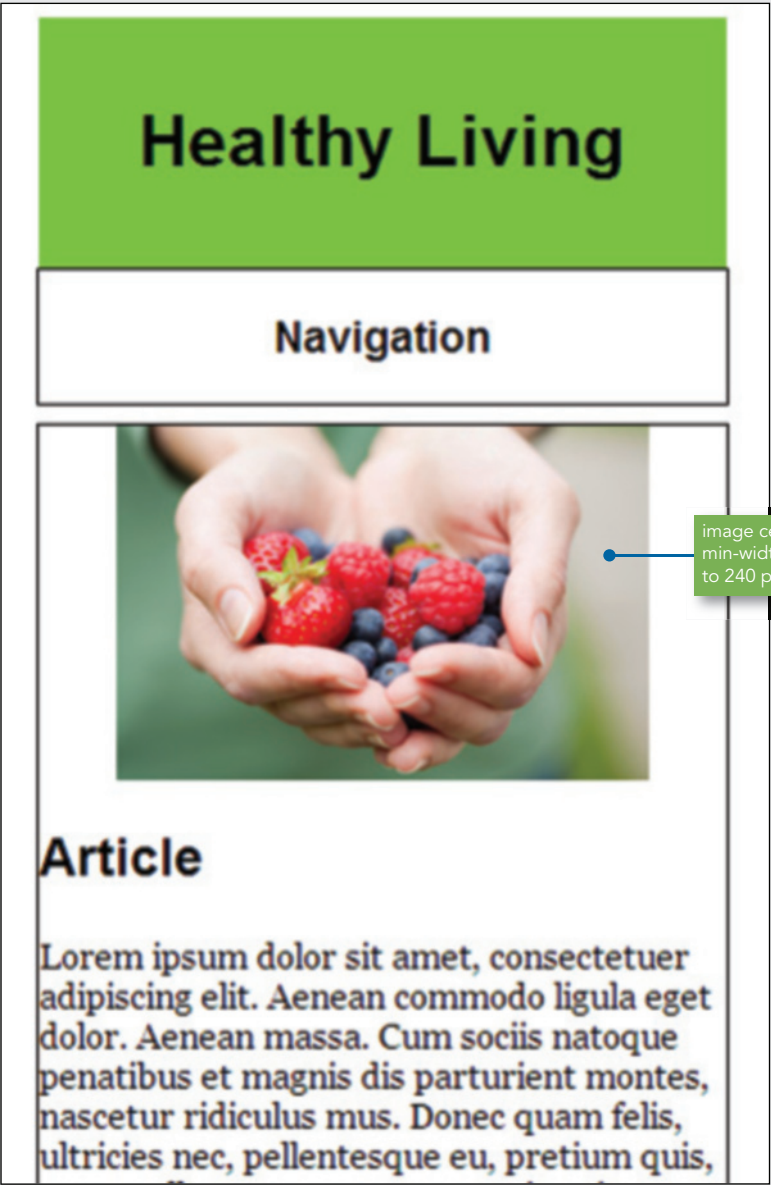 Healthy Living
Navigation
image
min-width
to 240
Article
Lorem ipsum dolor sit amet, consectetuer
adipiscing elit. Aenean commodo ligula eget
dolor. Aenean massa. Cum sociis natoque
penatibus et magnis dis parturient montes,
nascetur ridiculus mus. Donec quam felis,
ultricies nec, pellentesque eu, pretium quis,